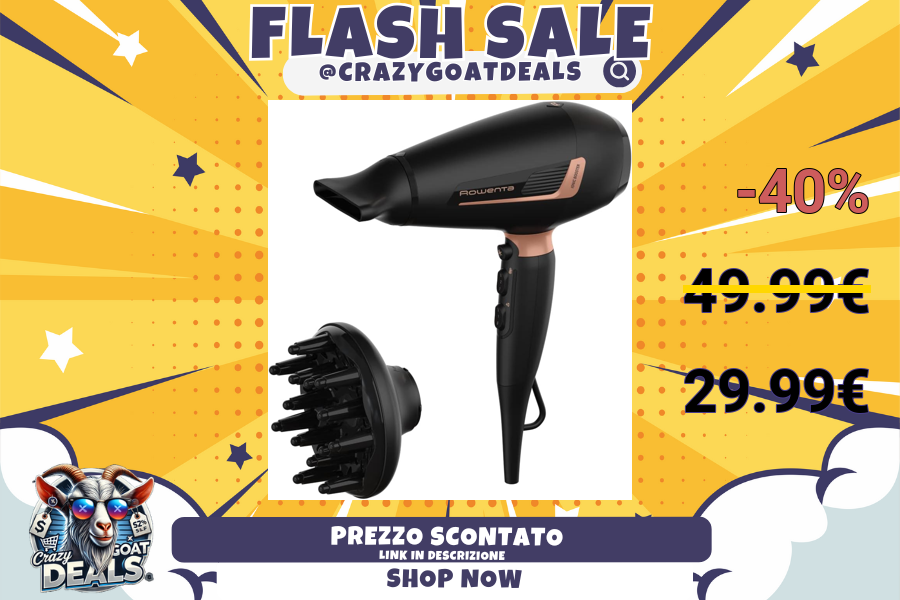 FLASH SALE
@CRAZYGOATDEALS
Rowenta
-40%
49.99€
29.99€
$
52%
Crazy
GOAT
DEALS
PREZZO SCONTATO
LINK IN DESCRIZIONE
SHOP NOW